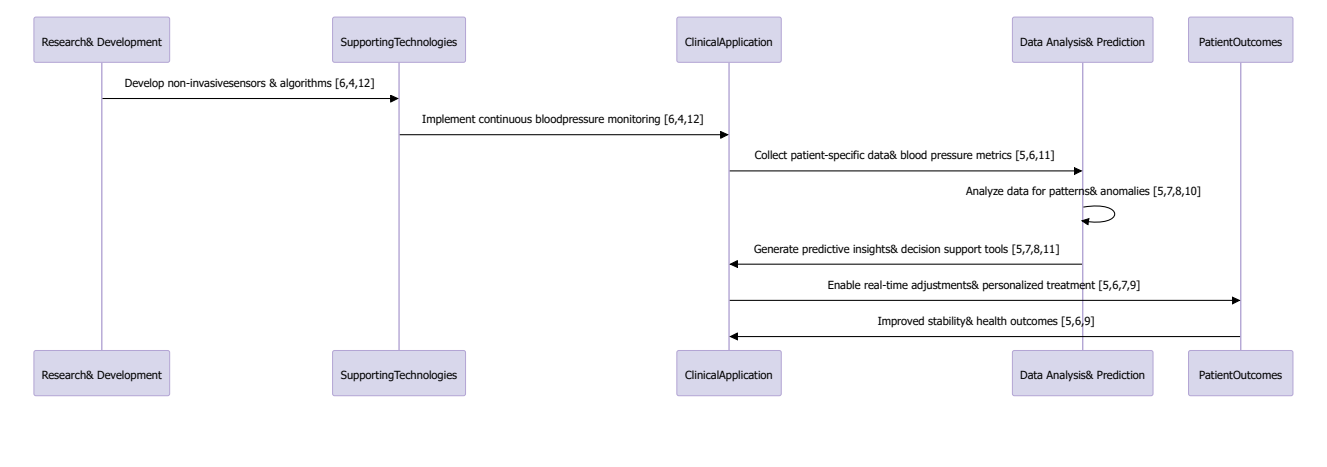 Research& Development
SupportingTechnologies
ClinicalApplication
Data Analysis& Prediction
PatientOutcomes
Develop non-invasivesensors & algorithms [6,4,12]
Implement continuous bloodpressure monitoring [6,4,12]
Collect patient-specific data& blood pressure metrics [5,6,11]
Analyze data for patterns& anomalies [5,7,8,10]
Generate predictive insights& decision support tools [5,7,8,11]
Enable real-time adjustments& personalized treatment [5,6,7,9]
Improved stability& health outcomes [5,6,9]
Research& Development
SupportingTechnologies
ClinicalApplication
Data Analysis& Prediction
PatientOutcomes